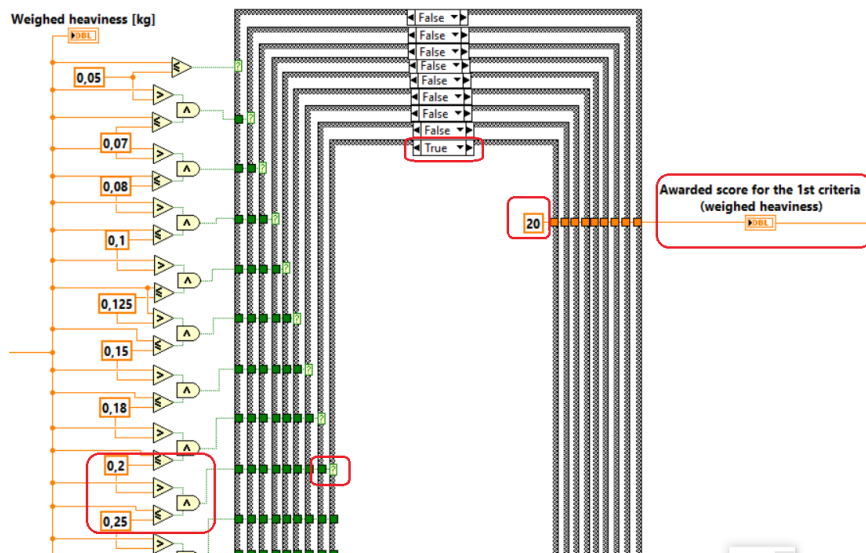 Weighed heaviness [kg]
DBL
False
False
False
False
False
False
False
False
True
0,05
0,07
0,08
0,1
0,125
0,15
0,18
0,2
0,25
20
Awarded score for the 1st criteria
(weighed heaviness)
DBL